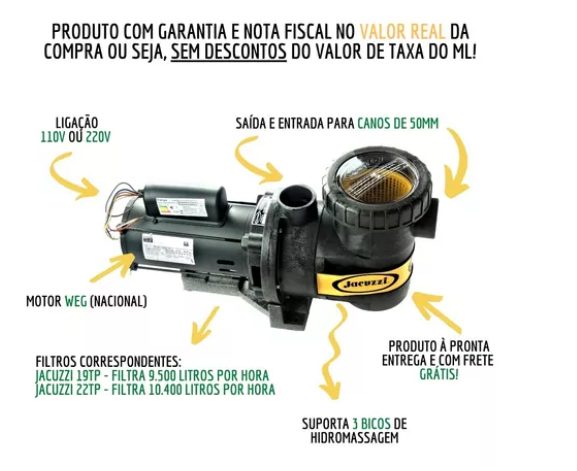 PRODUTO COM GARANTIA E NOTA FISCAL NO VALOR REAL DA
COMPRA OU SEJA, SEM DESCONTOS DO VALOR DE TAXA DO ML!
LIGAÇÃO
110V OU 220V
SAÍDA E ENTRADA PARA CANOS DE 50MM
Jacuzzi
MOTOR WEG (NACIONAL)
PRODUTO À PRONTA
ENTREGA E COM FRETE
GRÁTIS!
FILTROS CORRESPONDENTES:
JACUZZI 19TP - FILTRA 9.500 LITROS POR HORA
JACUZZI 22TP - FILTRA 10.400 LITROS POR HORA
SUPORTA 3 BICOS DE
HIDROMASSAGEM